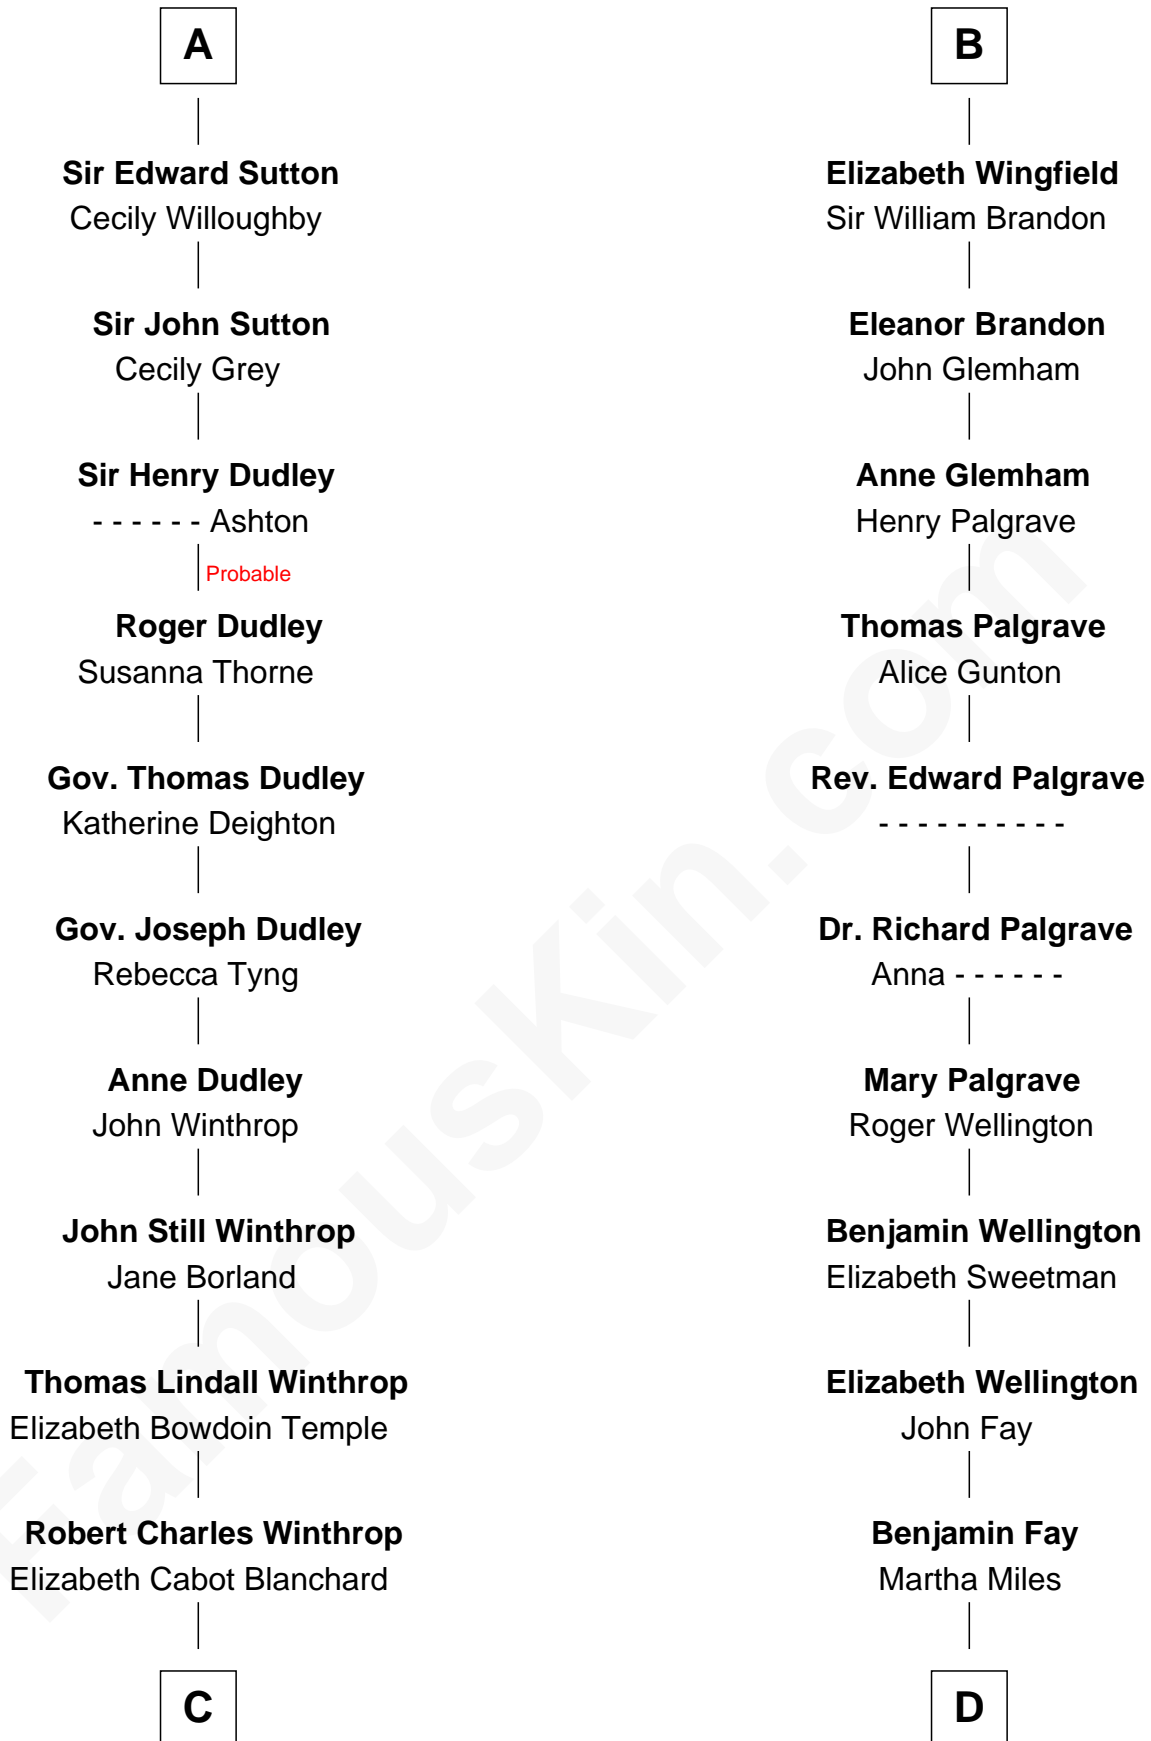 A
Sir Edward Sutton
Cecily Willoughby
Sir John Sutton
Cecily Grey
Sir Henry Dudley
- - - - - - Ashton
Probable
Roger Dudley
Susanna Thorne
Gov. Thomas Dudley
Katherine Deighton
Gov. Joseph Dudley
Rebecca Tyng
Anne Dudley
John Winthrop
John Still Winthrop
Jane Borland
Thomas Lindall Winthrop
Elizabeth Bowdoin Temple
Robert Charles Winthrop
Elizabeth Cabot Blanchard
C
B
Elizabeth Wingfield
Sir William Brandon
Eleanor Brandon
John Glemham
Anne Glemham
Henry Palgrave
Thomas Palgrave
Alice Gunton
Rev. Edward Palgrave
- - - - - - - - - -
Dr. Richard Palgrave
Anna - - - - - -
Mary Palgrave
Roger Wellington
Benjamin Wellington
Elizabeth Sweetman
Elizabeth Wellington
John Fay
Benjamin Fay
Martha Miles
D
FamousKin.com